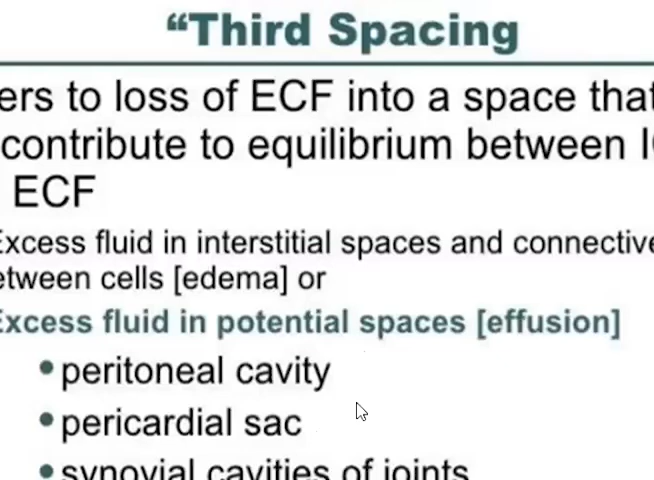 “Third Spacing
ers to loss of ECF into a space that
contribute to equilibrium between I
ECF
Excess fluid in interstitial spaces and connective
etween cells [edema] or
Excess fluid in potential spaces [effusion]
• peritoneal cavity
• pericardial sac
• synovial cavities of joints